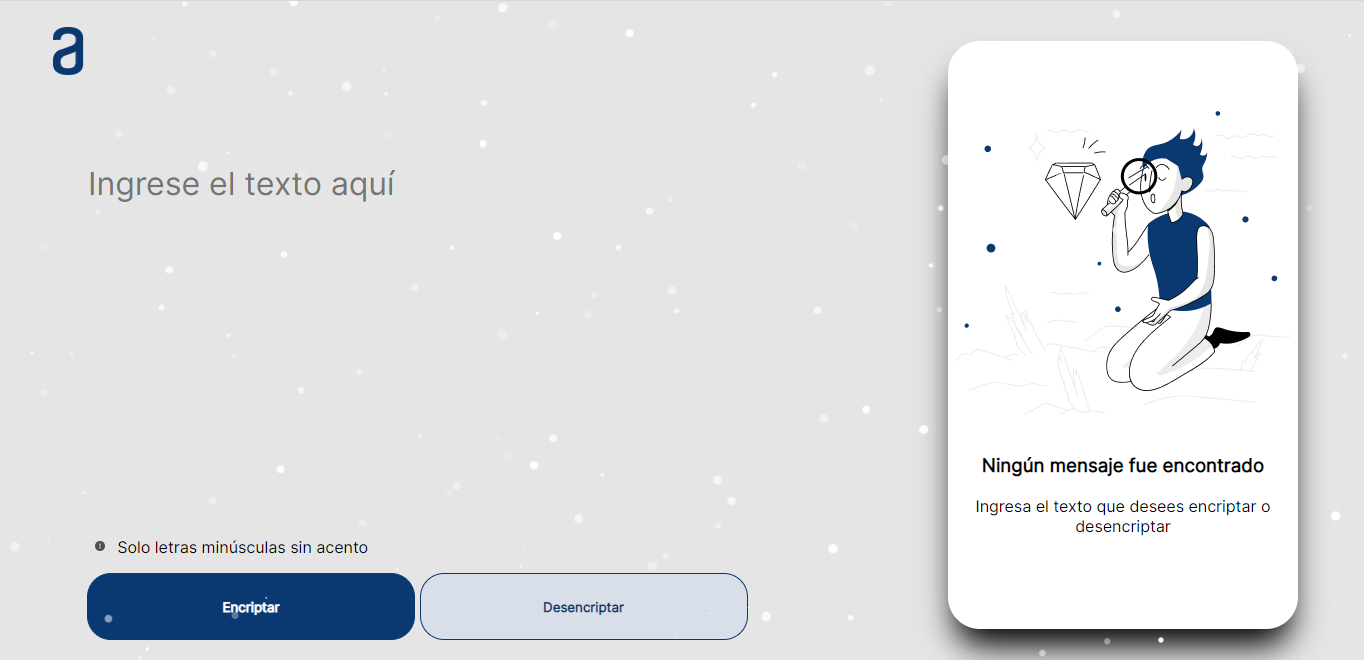 a
Ingrese el texto aquí
Solo letras minúsculas sin acento
Encriptar
Desencriptar
Ningún mensaje fue encontrado
Ingresa el texto que desees encriptar o
desencriptar